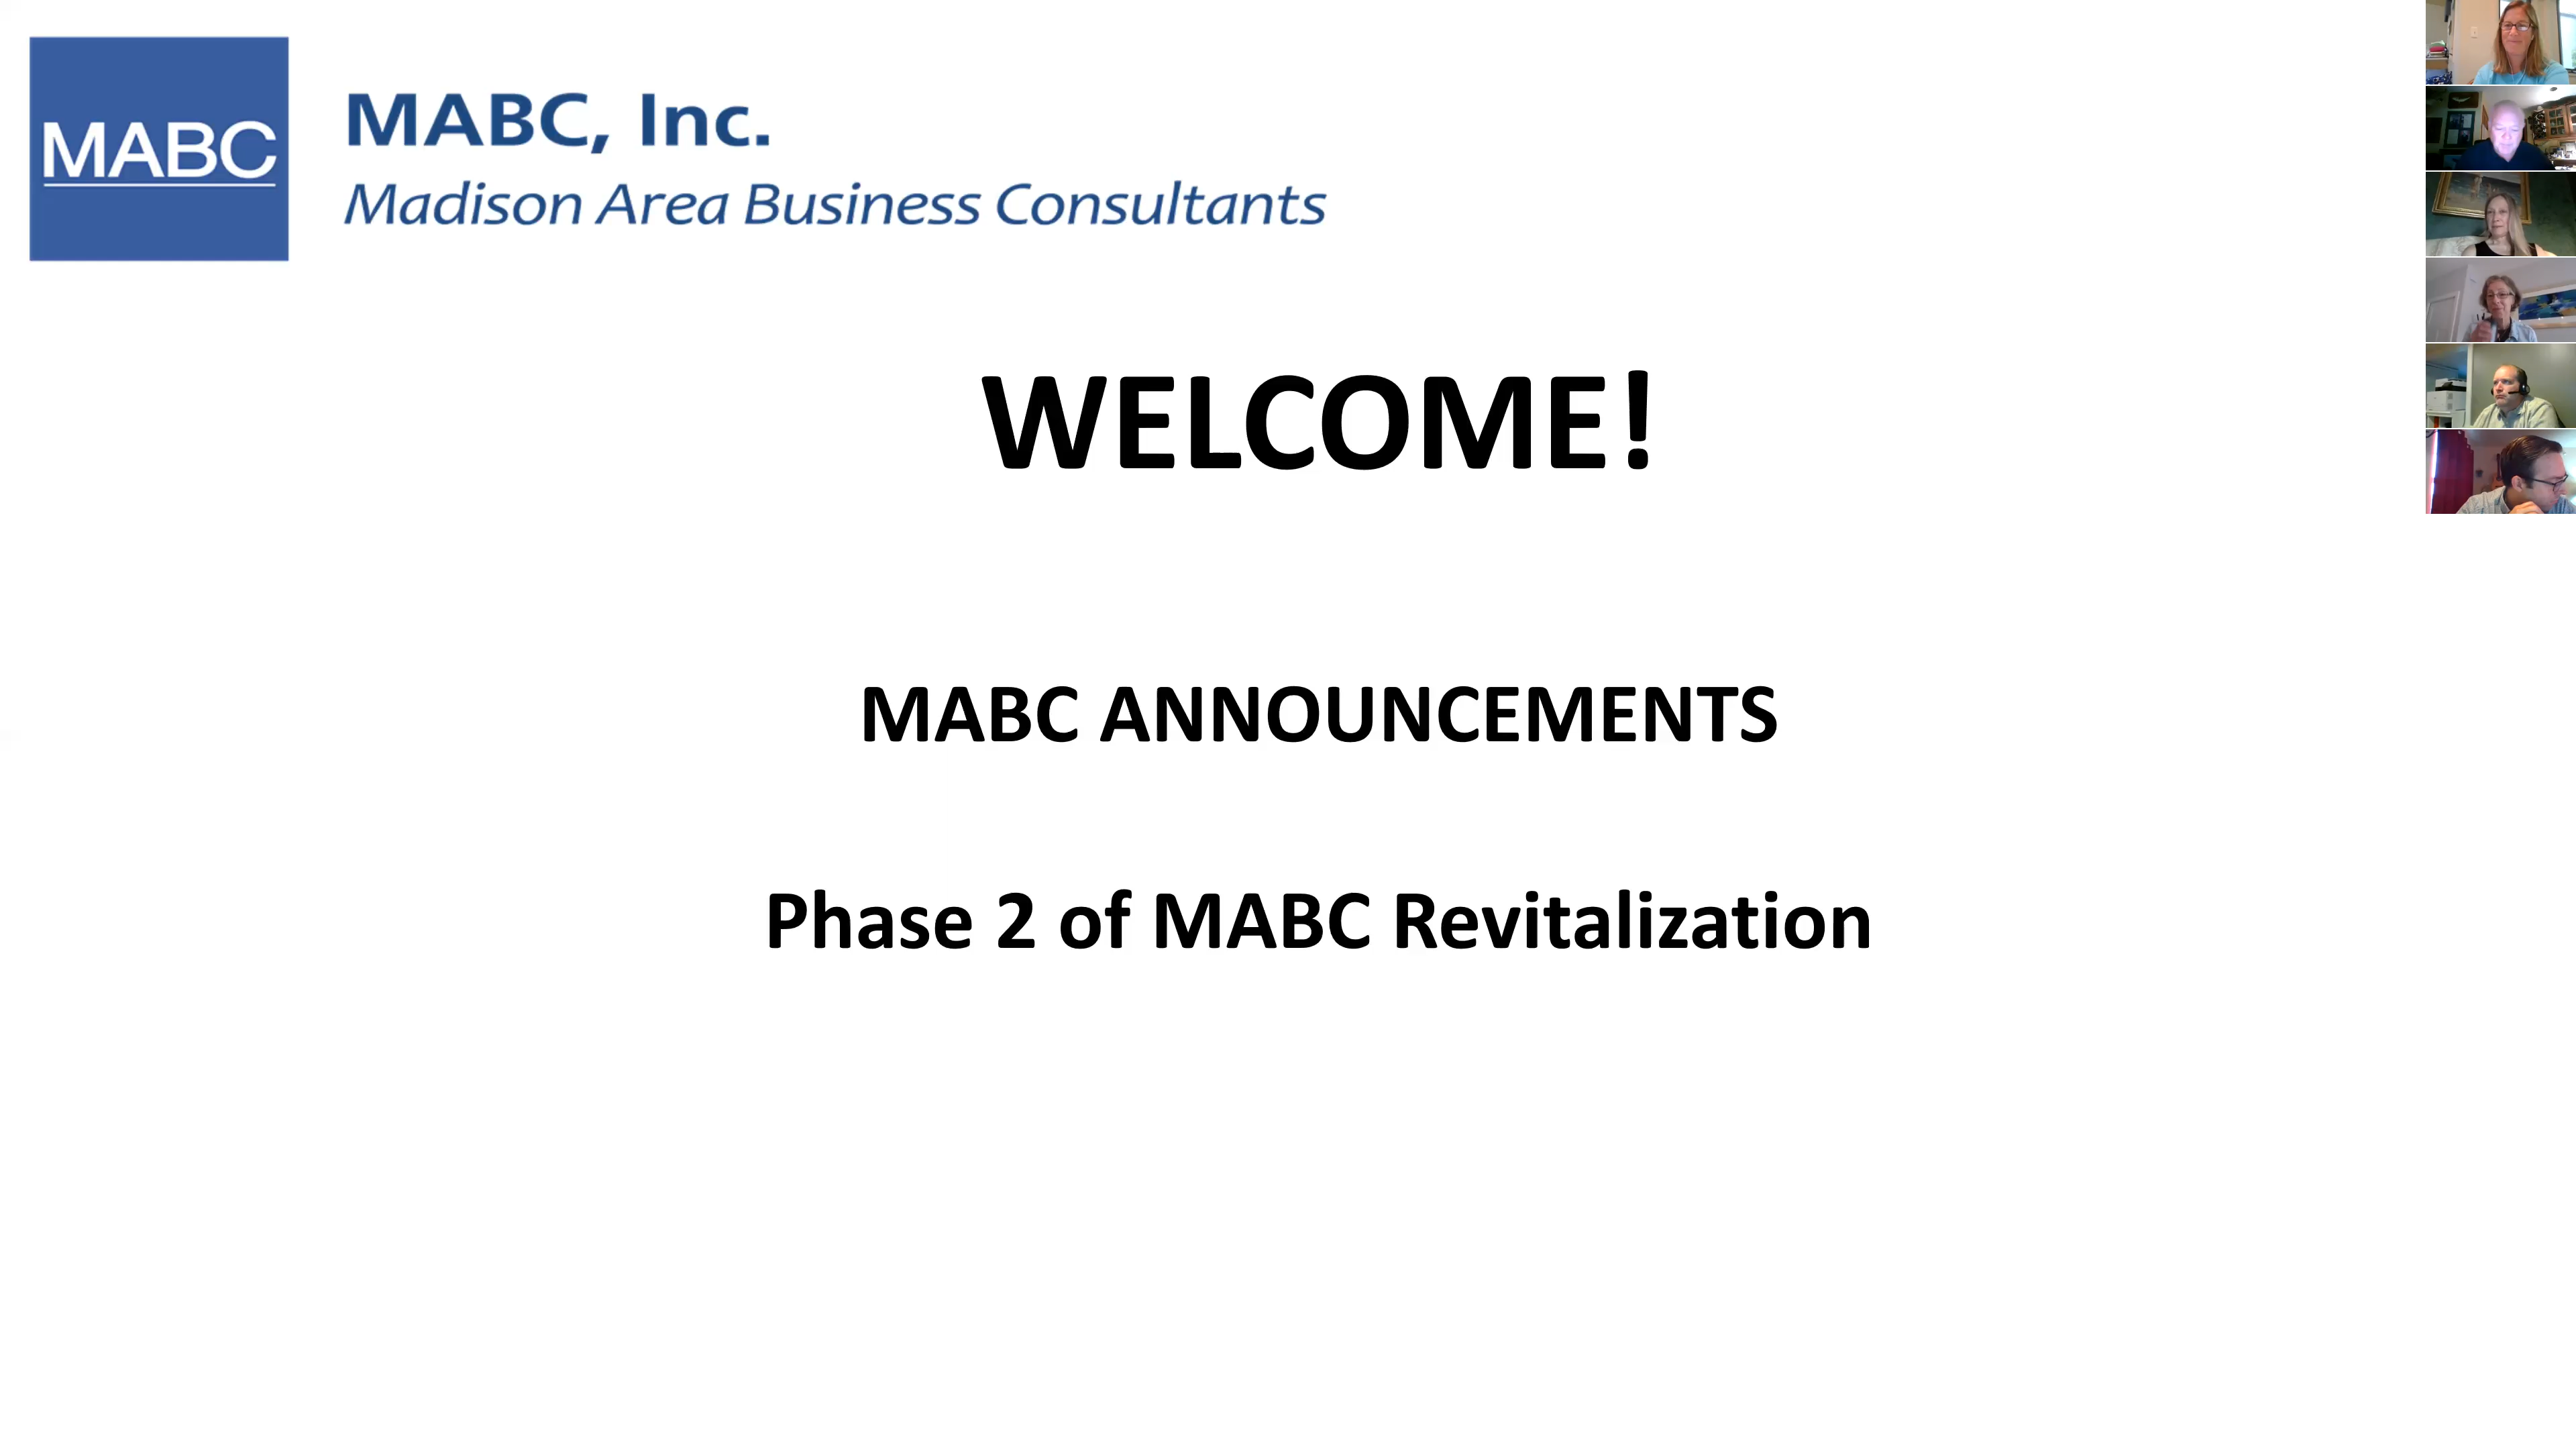 MABC
MABC, Inc.
Madison Area Business Consultants
WELCOME!
MABC ANNOUNCEMENTS
Phase 2 of MABC Revitalization